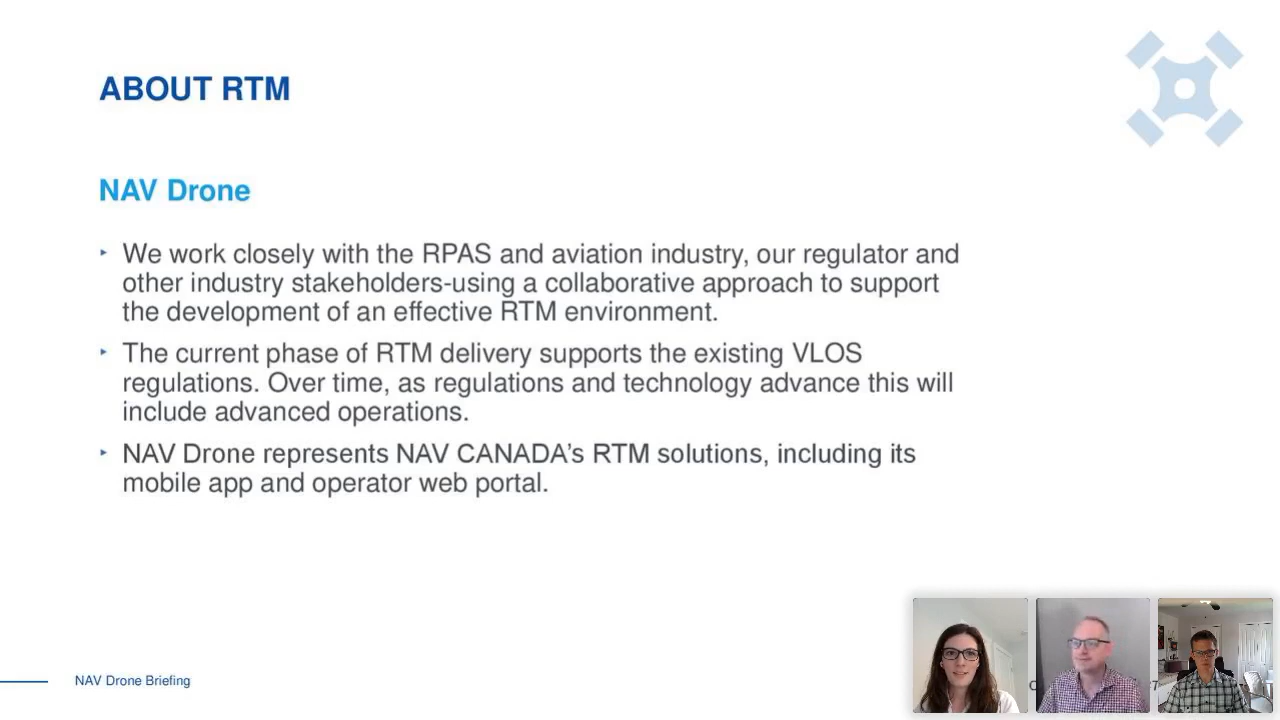 ABOUT RTM
NAV Drone
‣ We work closely with the RPAS and aviation industry, our regulator and
other industry stakeholders-using a collaborative approach to support
the development of an effective RTM environment.
‣ The current phase of RTM delivery supports the existing VLOS
regulations. Over time, as regulations and technology advance this will
include advanced operations.
‣ NAV Drone represents NAV CANADA’s RTM solutions, including its
mobile app and operator web portal.
NAV Drone Briefing